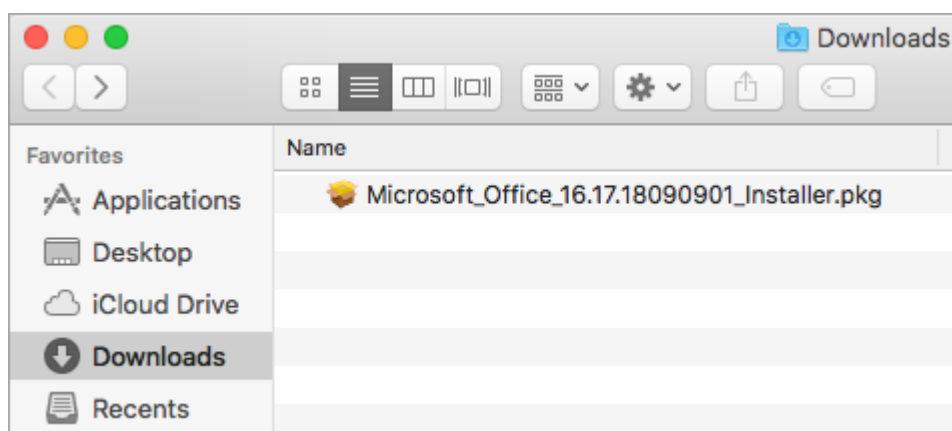 Downloads
Favorites
Name
Applications
Microsoft_Office_16.17.18090901_Installer.pkg
Desktop
iCloud Drive
Downloads
Recents